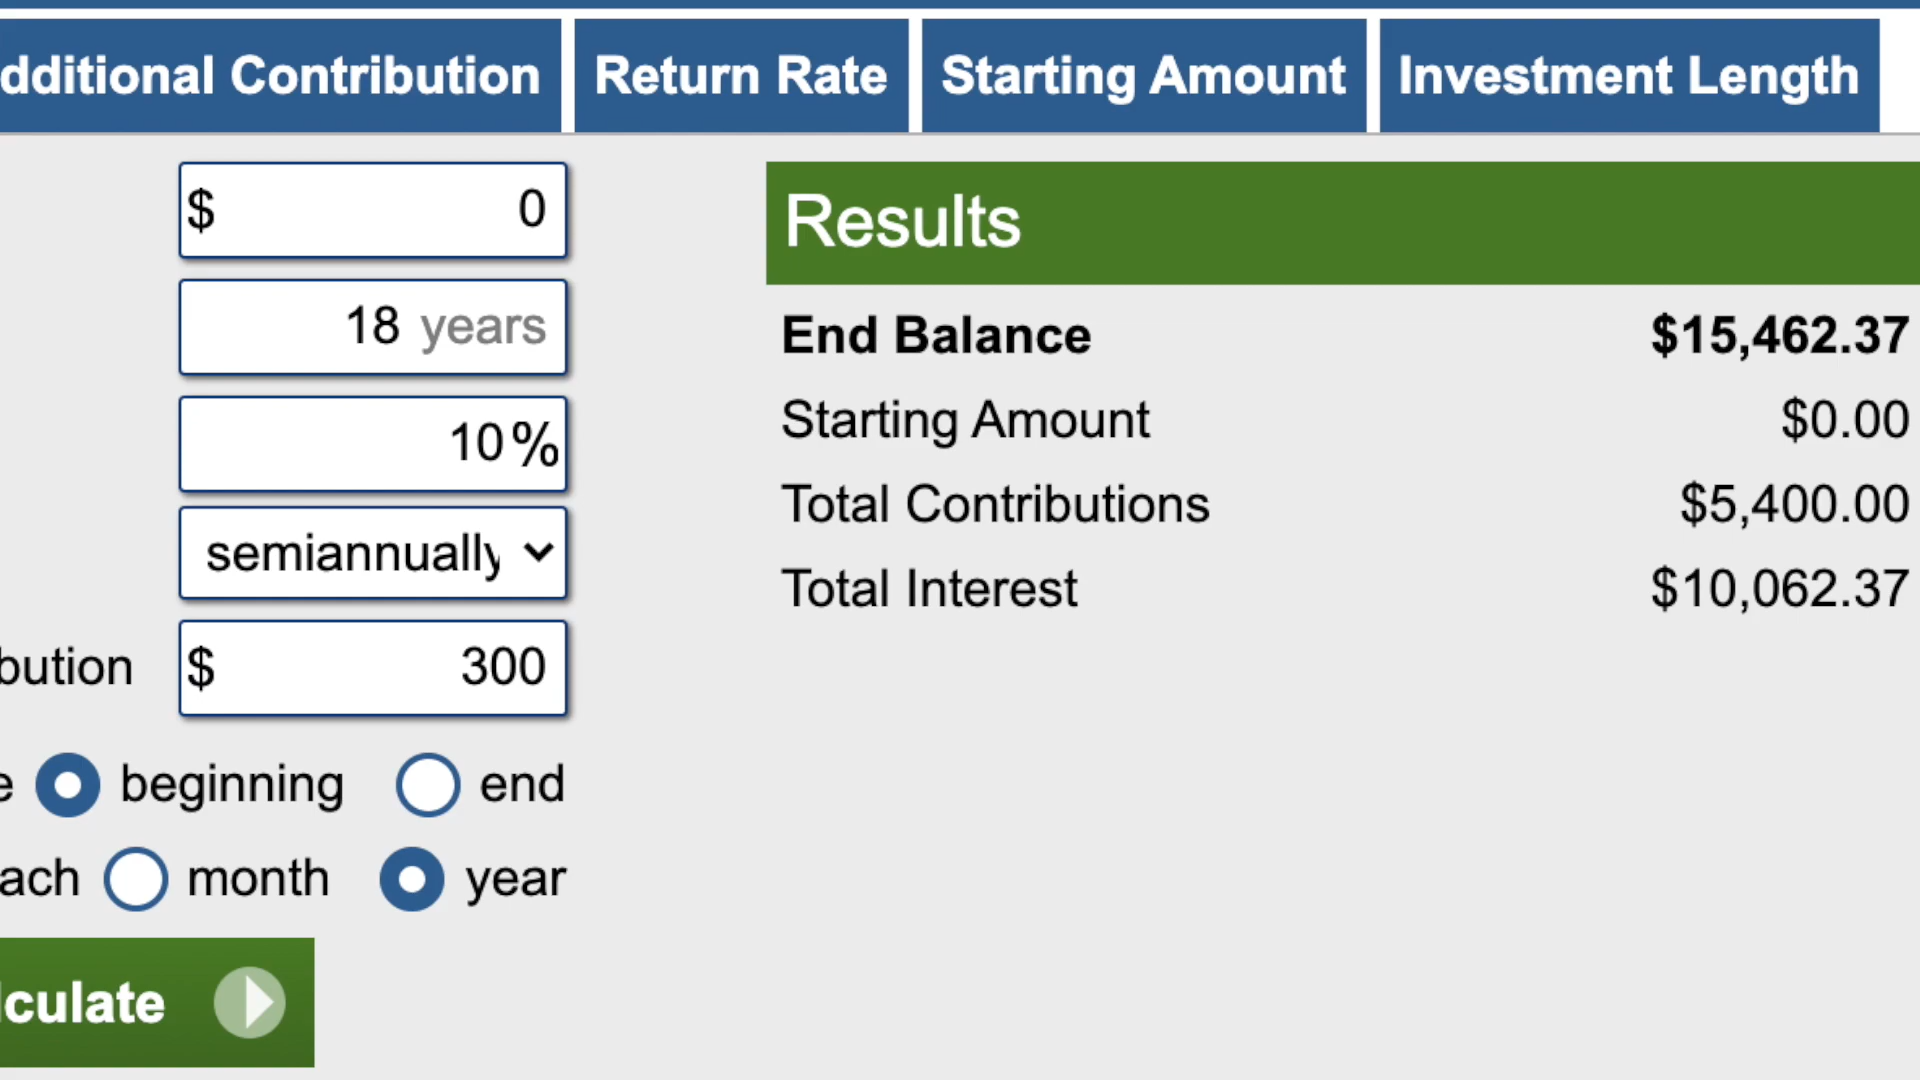 dditional Contribution Return Rate Starting Amount Investment Length
$ 0
18 years
10%
semiannually
bution $ 300
e beginning end
ach month year
lculate
Results
End Balance $15,462.37
Starting Amount $0.00
Total Contributions $5,400.00
Total Interest $10,062.37